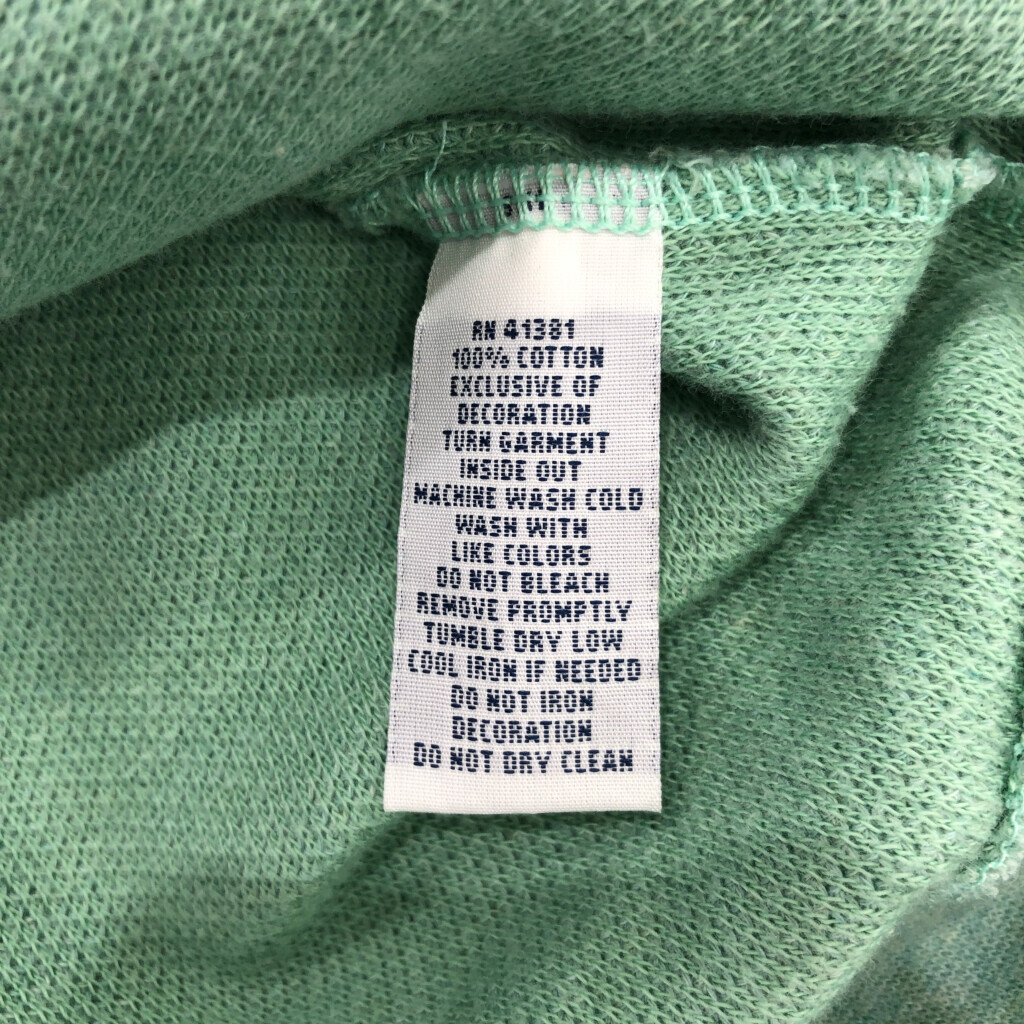 RN 41381
100% COTTON
EXCLUSIVE OF
DECORATION
TURN GARMENT
INSIDE OUT
MACHINE WASH COLD
WASH WITH
LIKE COLORS
DO NOT BLEACH
REMOVE PROMPTLY
TUMBLE DRY LOW
COOL IRON IF NEEDED
DO NOT IRON
DECORATION
DO NOT DRY CLEAN